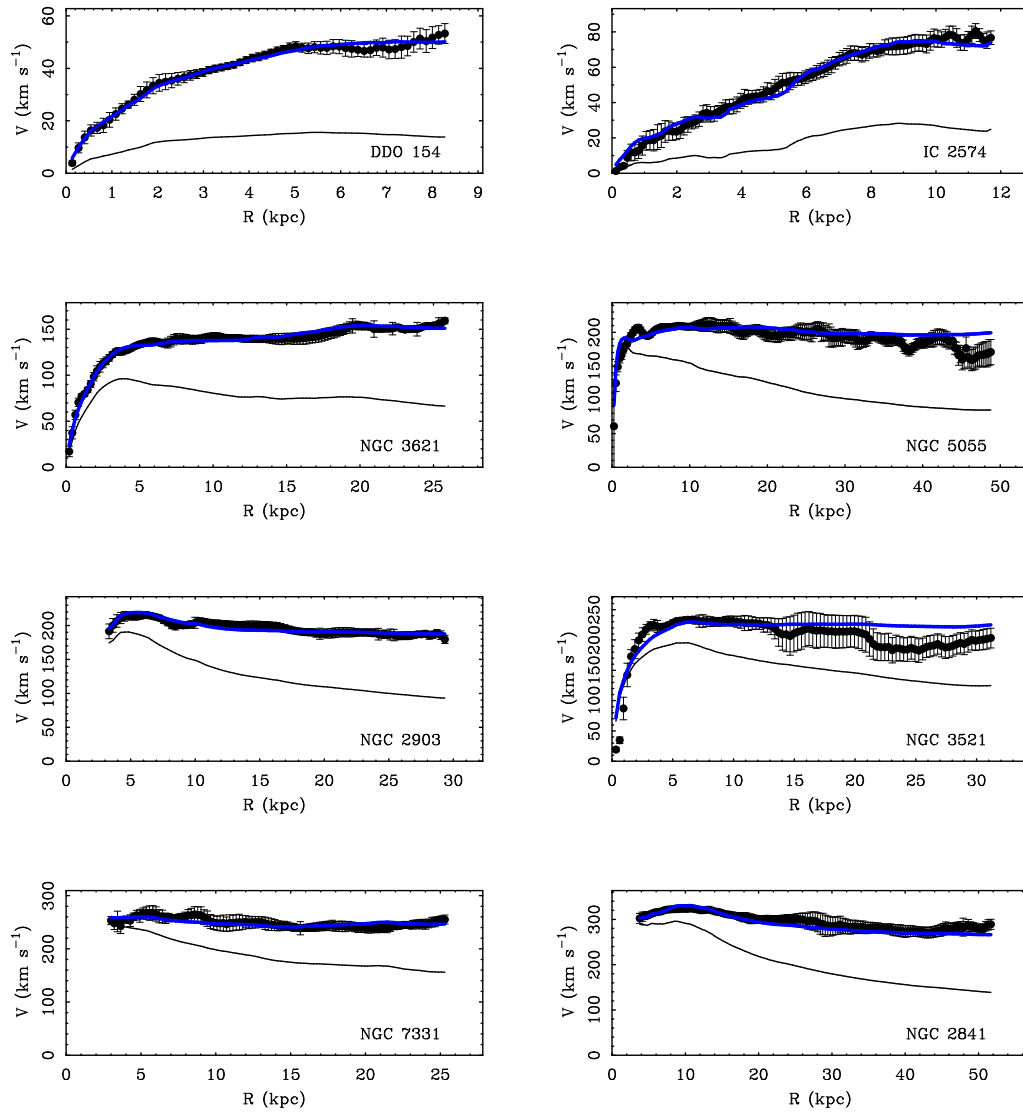 V (km s⁻¹)
0 20 40 60
DDO 154
0 1 2 3 4 5 6 7 8 9
R (kpc)
V (km s⁻¹)
0 20 40 60 80
IC 2574
0 2 4 6 8 10 12
R (kpc)
V (km s⁻¹)
0 50 100 150
NGC 3621
0 5 10 15 20 25
R (kpc)
V (km s⁻¹)
0 50 100 150 200
NGC 5055
0 10 20 30 40 50
R (kpc)
V (km s⁻¹)
0 50 100 150 200
NGC 2903
0 5 10 15 20 25 30
R (kpc)
V (km s⁻¹)
0 50 100 150 200 250
NGC 3521
0 5 10 15 20 25 30
R (kpc)
V (km s⁻¹)
0 100 200 300
NGC 7331
0 5 10 15 20 25
R (kpc)
V (km s⁻¹)
0 100 200 300
NGC 2841
0 10 20 30 40 50
R (kpc)